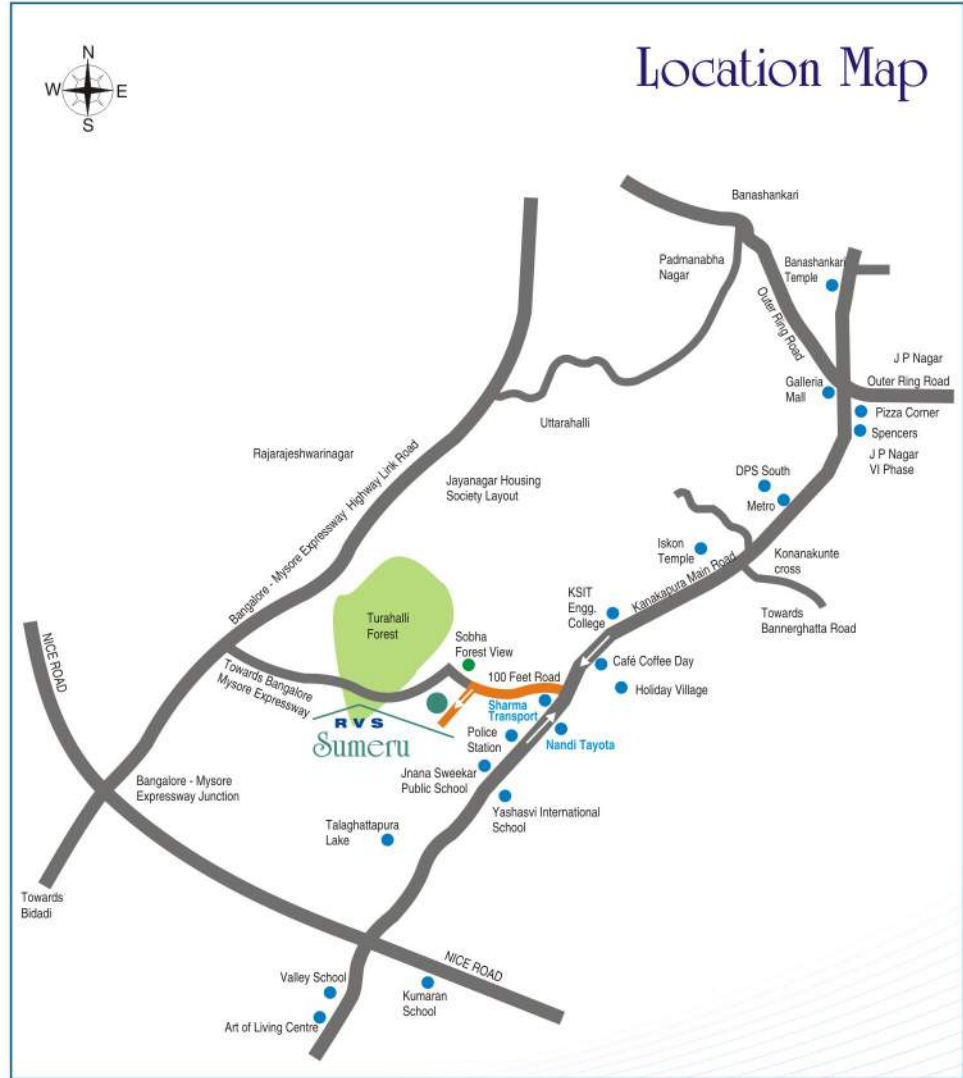 Location Map
N
W
E
S
Banashankari
Padmanabha
Nagar
Banashankari
Temple
Outer Ring Road
J P Nagar
Galleria
Mall
Outer Ring Road
Pizza Corner
Spencers
Uttarahalli
J P Nagar
VI Phase
Rajarajeshwarinagar
Bangalore - Mysore Expressway Highway Link Road
Jayanagar Housing
Society Layout
DPS South
Metro
Iskon
Temple
Kanakapura Main Road
Konanakunte
cross
KSIT
Engg.
College
Towards
Bannerghatta Road
Turahalli
Forest
NICE ROAD
Sobha
Forest View
Café Coffee Day
Towards Bangalore
Mysore Expressway
100 Feet Road
Holiday Village
Sharma
Transport
RVS
Sumeru
Police
Station
Nandi Tayota
Jnana Sweekar
Public School
Bangalore - Mysore
Expressway Junction
Yashasvi International
School
Talaghattapura
Lake
Towards
Bidadi
NICE ROAD
Valley School
Kumaran
School
Art of Living Centre